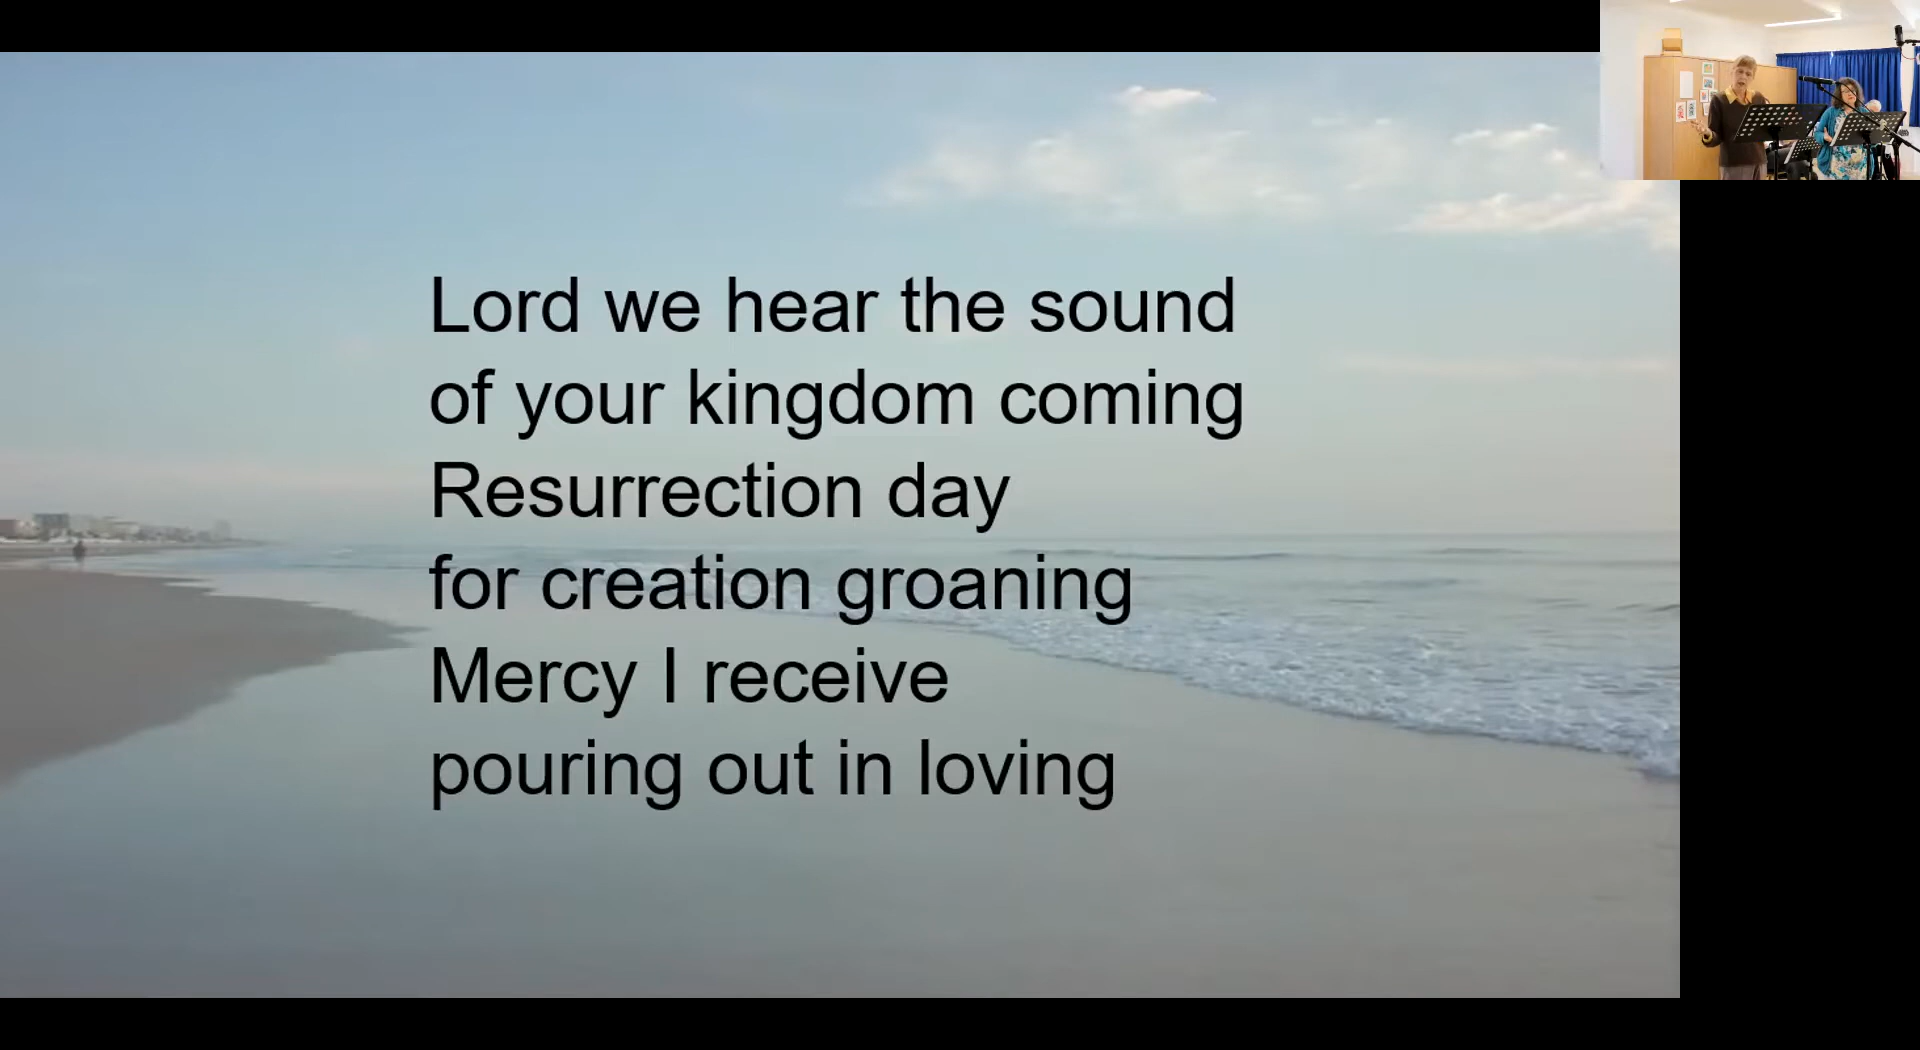 Lord we hear the sound
of your kingdom coming
Resurrection day
for creation groaning
Mercy I receive
pouring out in loving